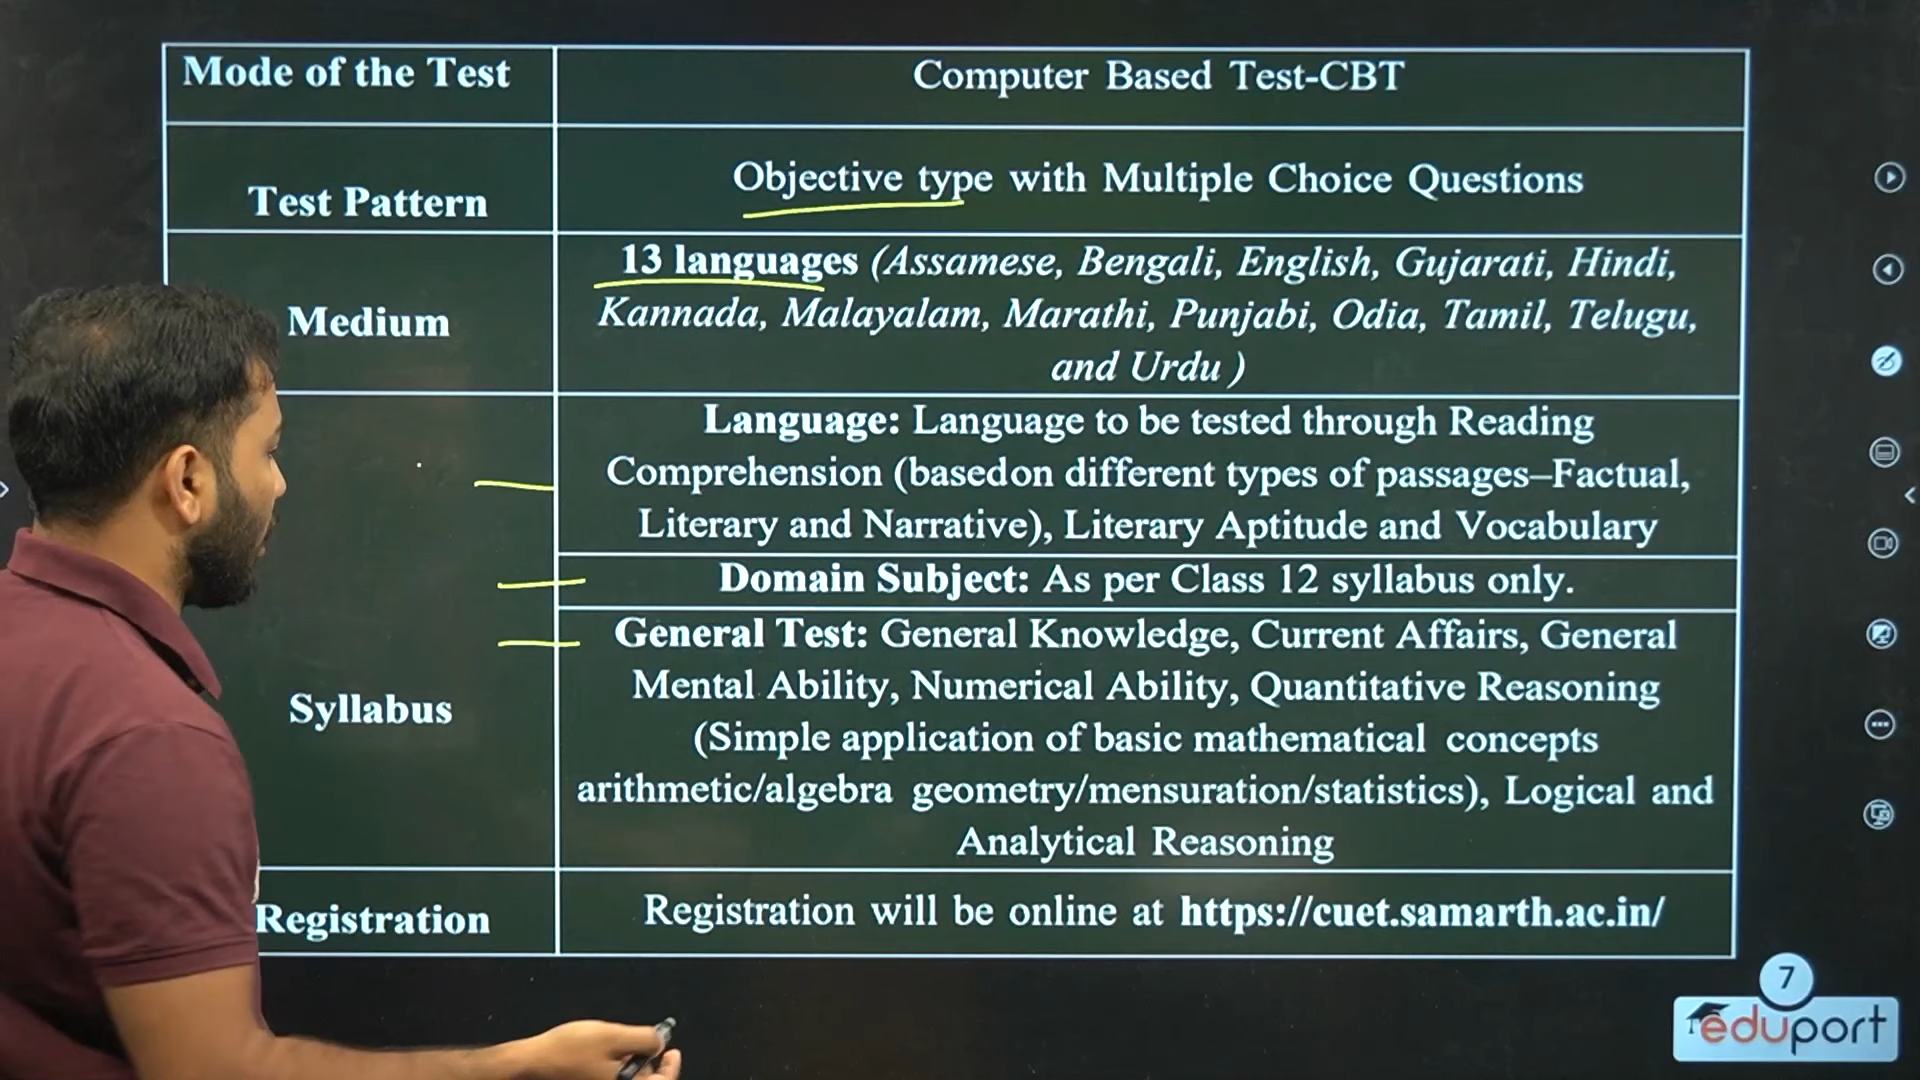 Mode of the Test
Computer Based Test-CBT
Test Pattern
Objective type with Multiple Choice Questions
Medium
13 languages (Assamese, Bengali, English, Gujarati, Hindi,
Kannada, Malayalam, Marathi, Punjabi, Odia, Tamil, Telugu,
and Urdu )
Syllabus
Language: Language to be tested through Reading
Comprehension (basedon different types of passages–Factual,
Literary and Narrative), Literary Aptitude and Vocabulary
Domain Subject: As per Class 12 syllabus only.
General Test: General Knowledge, Current Affairs, General
Mental Ability, Numerical Ability, Quantitative Reasoning
(Simple application of basic mathematical concepts
arithmetic/algebra geometry/mensuration/statistics), Logical and
Analytical Reasoning
Registration
Registration will be online at https://cuet.samarth.ac.in/
7
eduport